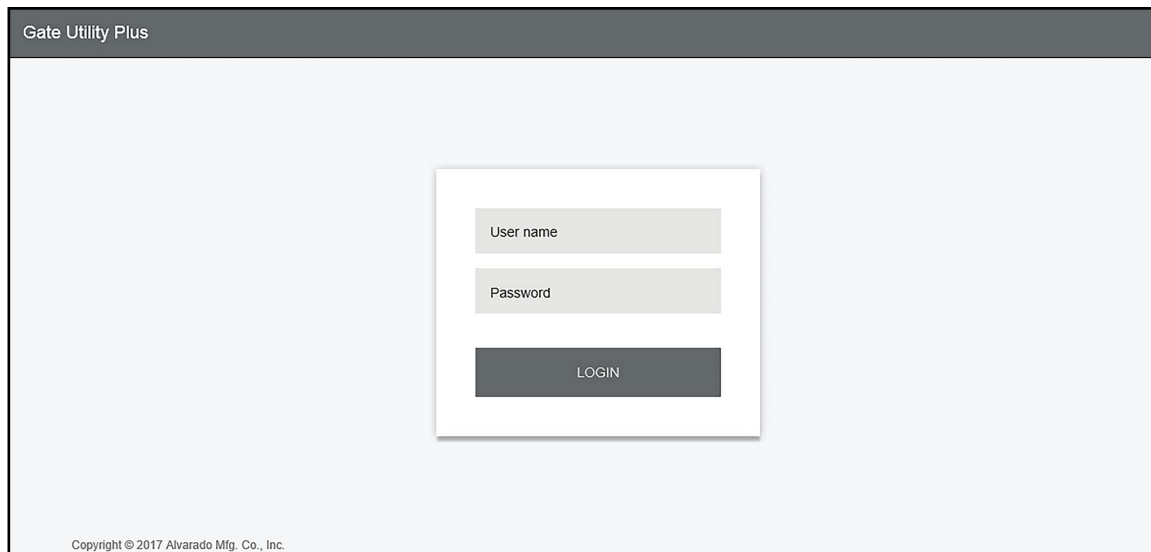 Gate Utility Plus
User name
Password
LOGIN
Copyright © 2017 Alvarado Mfg. Co., Inc.